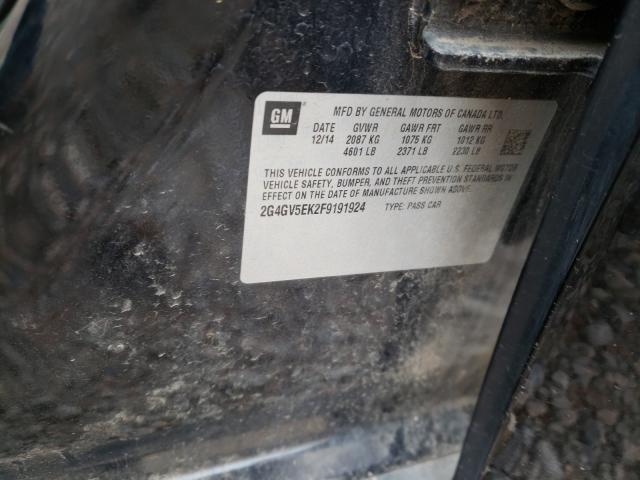 GM
MFD BY GENERAL MOTORS OF CANADA LTD.
DATE GVWR GAWR FRT GAWR RR
12/14 2087 KG 1075 KG 1012 KG
4601 LB 2371 LB 2230 LB
THIS VEHICLE CONFORMS TO ALL APPLICABLE U.S. FEDERAL MOTOR
VEHICLE SAFETY, BUMPER, AND THEFT PREVENTION STANDARDS IN
EFFECT ON THE DATE OF MANUFACTURE SHOWN ABOVE.
2G4GV5EK2F9191924 TYPE: PASS CAR